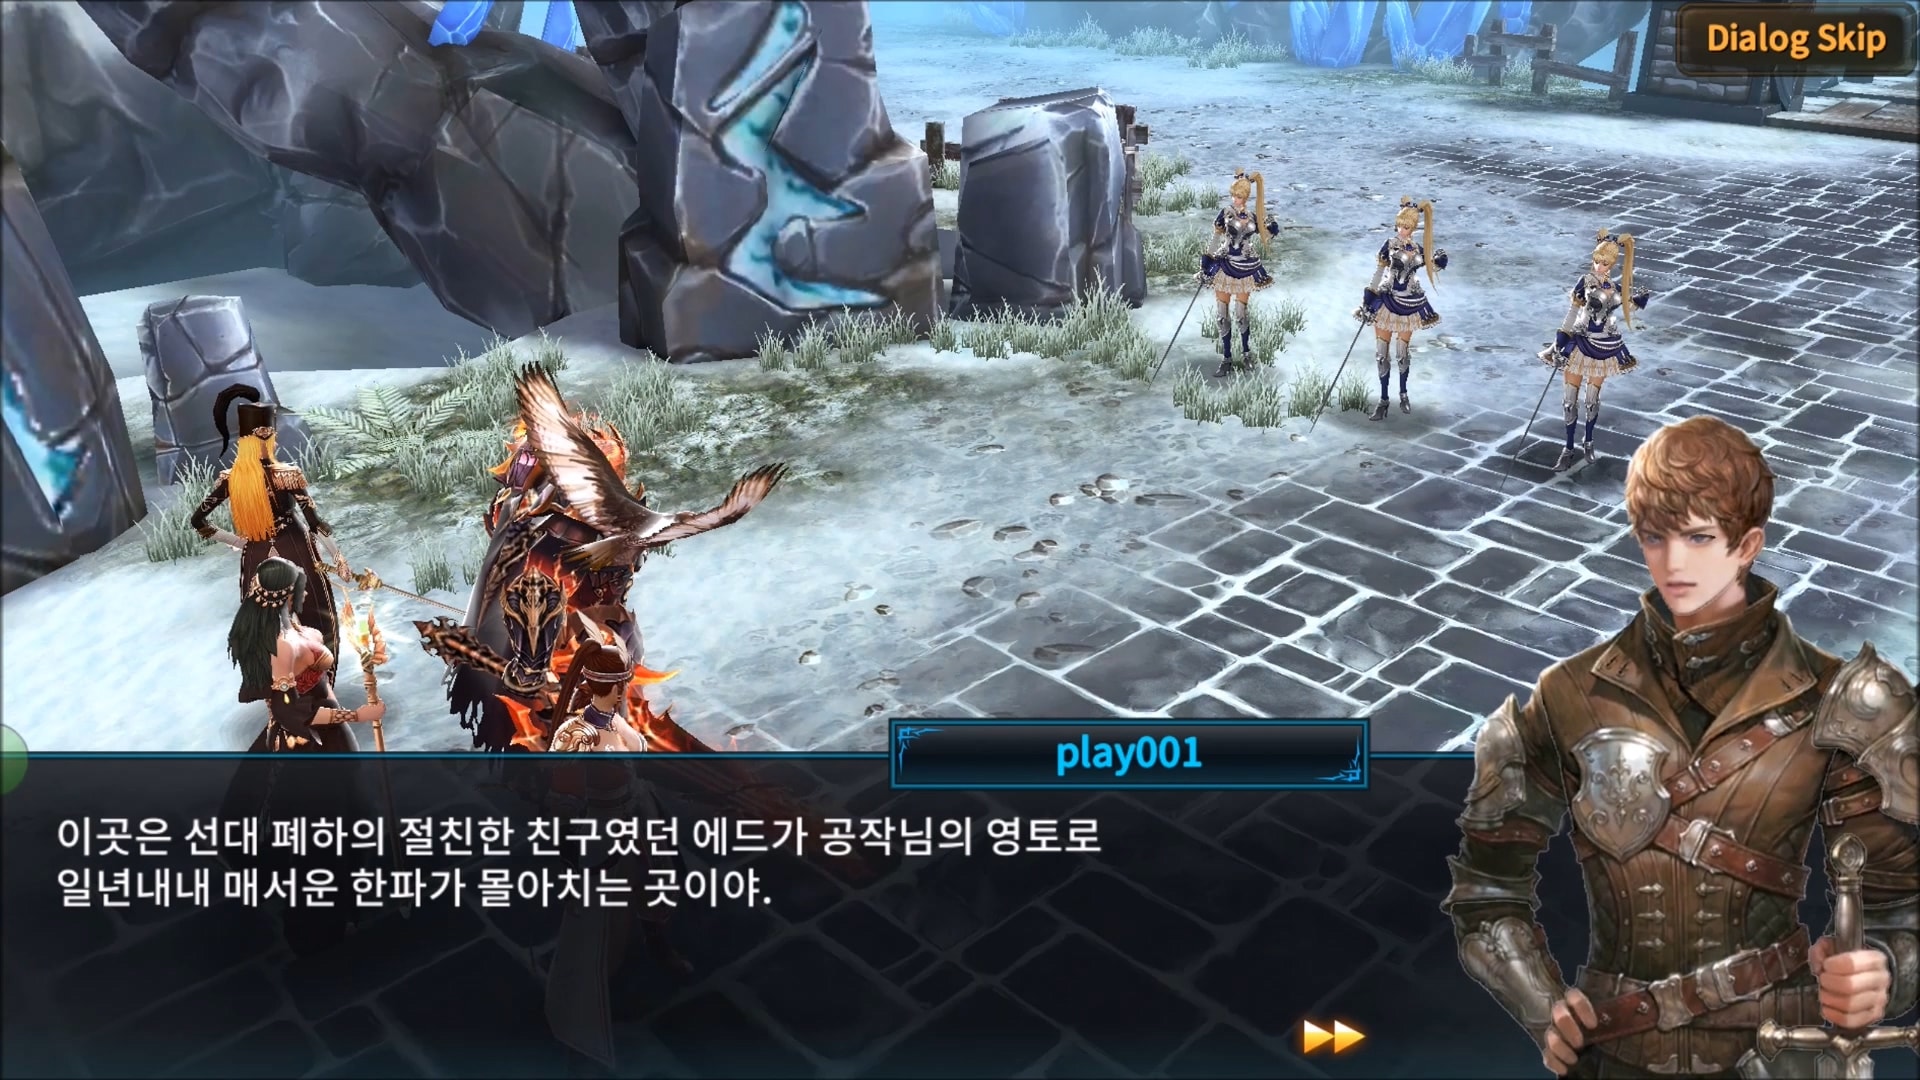 Dialog Skip
play001
이곳은 선대 폐하의 절친한 친구였던 에드가 공작님의 영토로
일년내내 매서운 한파가 몰아치는 곳이야.